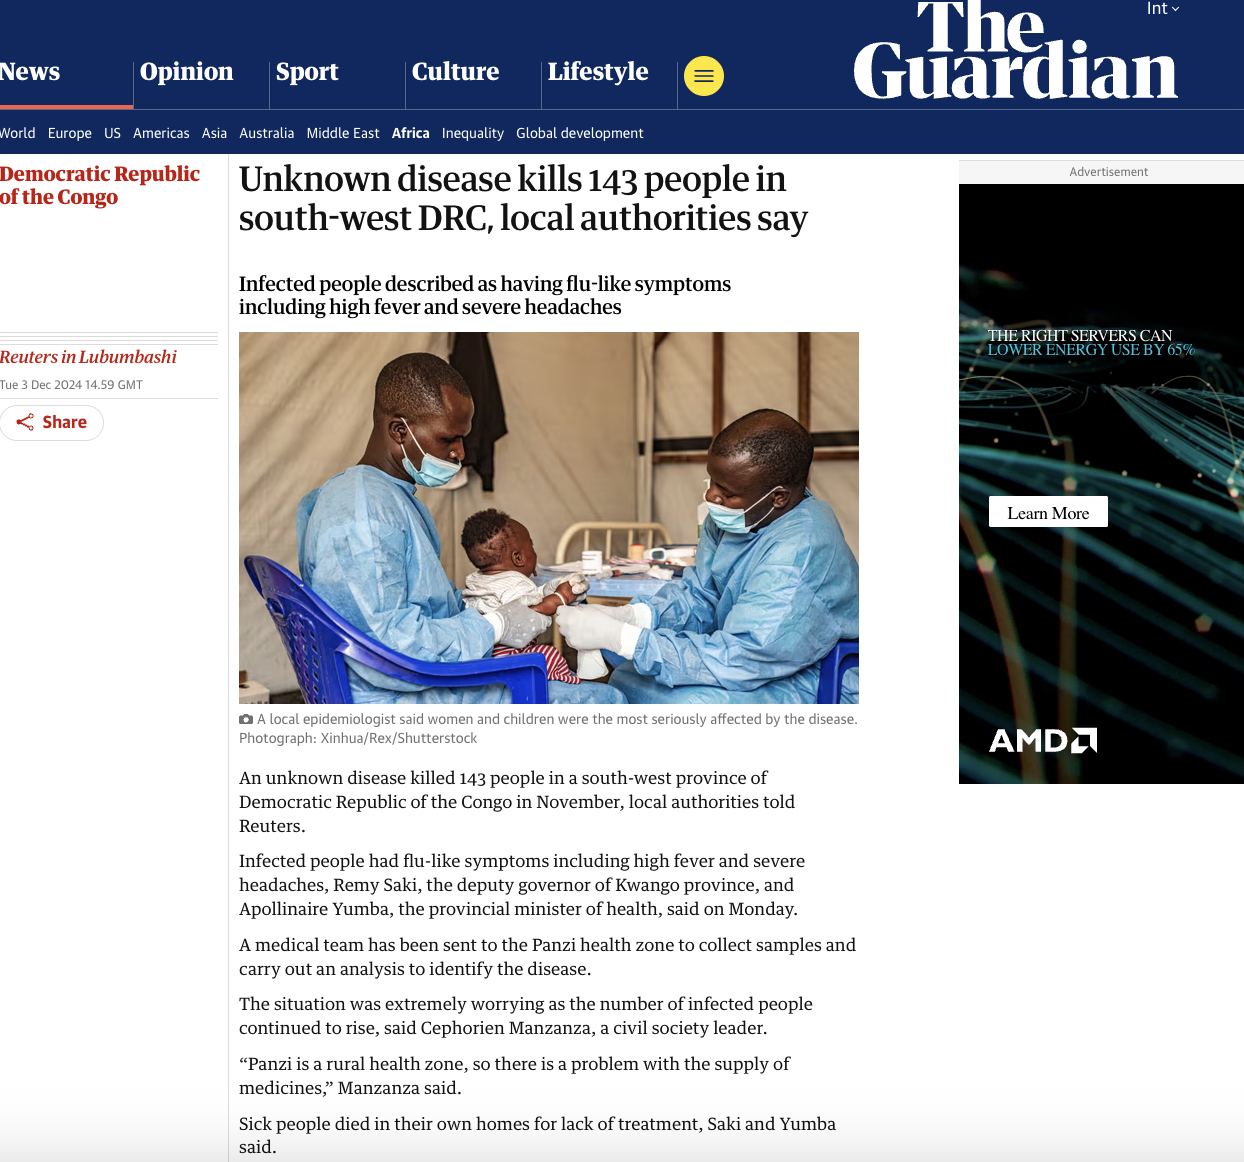 Int
The
Guardian
News
Opinion
Sport
Culture
Lifestyle
World Europe US Americas Asia Australia Middle East Africa Inequality Global development
Democratic Republic
of the Congo
Reuters in Lubumbashi
Tue 3 Dec 2024 14.59 GMT
Share
Unknown disease kills 143 people in
south-west DRC, local authorities say
Infected people described as having flu-like symptoms
including high fever and severe headaches
A local epidemiologist said women and children were the most seriously affected by the disease.
Photograph: Xinhua/Rex/Shutterstock
An unknown disease killed 143 people in a south-west province of
Democratic Republic of the Congo in November, local authorities told
Reuters.
Infected people had flu-like symptoms including high fever and severe
headaches, Remy Saki, the deputy governor of Kwango province, and
Apollinaire Yumba, the provincial minister of health, said on Monday.
A medical team has been sent to the Panzi health zone to collect samples and
carry out an analysis to identify the disease.
The situation was extremely worrying as the number of infected people
continued to rise, said Cephorien Manzanza, a civil society leader.
“Panzi is a rural health zone, so there is a problem with the supply of
medicines,” Manzanza said.
Sick people died in their own homes for lack of treatment, Saki and Yumba
said.
Advertisement
THE RIGHT SERVERS CAN
LOWER ENERGY USE BY 65%
Learn More
AMD